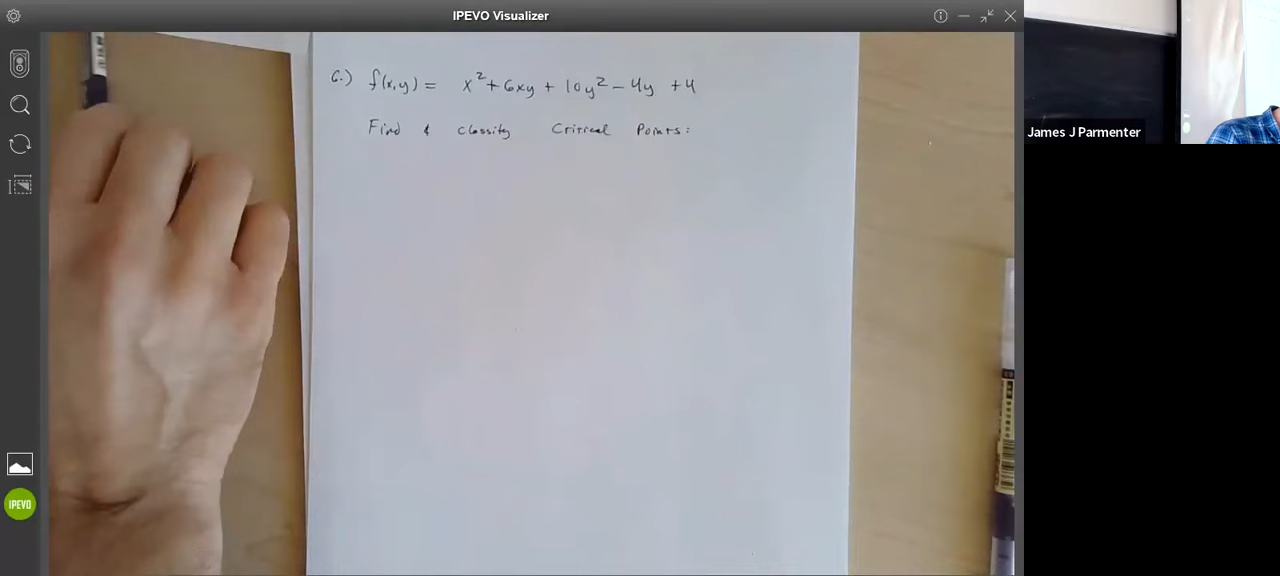 IPEVO Visualizer
6.) f(x,y) = x² + 6xy + 10y² - 4y + 4
Find & Classify Critical Points:
James J Parmenter
IPEVO